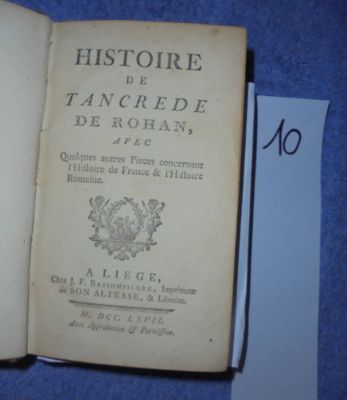 HISTOIRE
DE
TANCREDE
DE ROHAN,
AVEC
Quelques autres Pieces concernant
l'Histoire de France & l'Histoire
Romaine.
A LIEGE,
Chez J. F. BASSOMPIERRE, Imprimeur
de SON ALTESSE, & Libraire.
M. DCC. LXVII.
Avec Approbation & Permission.
10